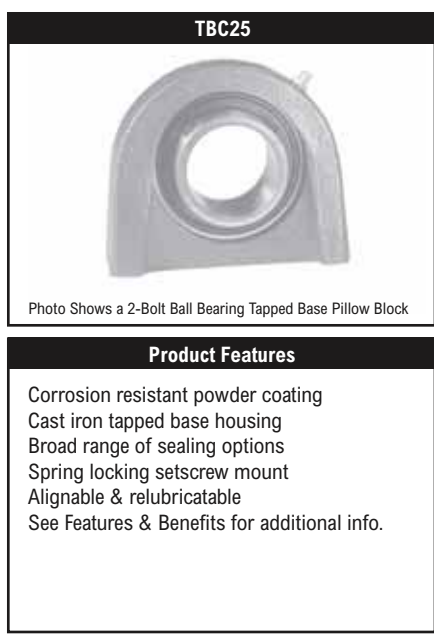 TBC25
Photo Shows a 2-Bolt Ball Bearing Tapped Base Pillow Block
Product Features
Corrosion resistant powder coating
Cast iron tapped base housing
Broad range of sealing options
Spring locking setscrew mount
Alignable & relubricatable
See Features & Benefits for additional info.